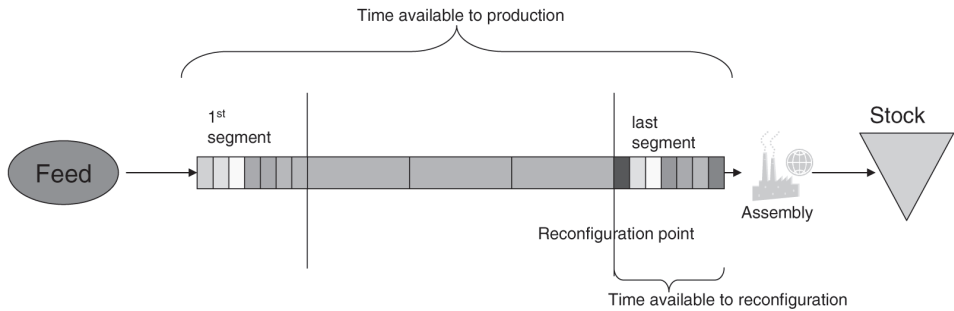 Time available to production
1st
segment
last
segment
Stock
Feed
Assembly
Reconfiguration point
Time available to reconfiguration